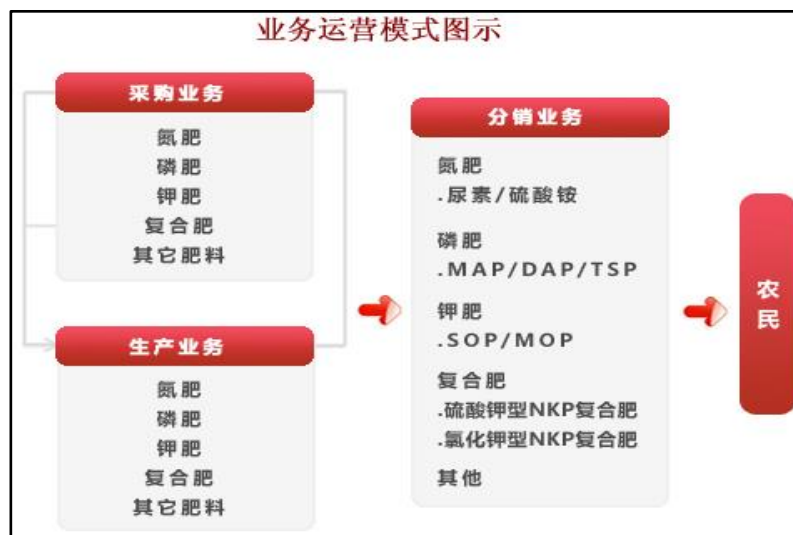 业务运营模式图示
采购业务
氮肥
磷肥
钾肥
复合肥
其它肥料
生产业务
氮肥
磷肥
钾肥
复合肥
其它肥料
分销业务
氮肥
.尿素/硫酸铵
磷肥
.MAP/DAP/TSP
钾肥
.SOP/MOP
复合肥
.硫酸钾型NKP复合肥
.氯化钾型NKP复合肥
其他
农民